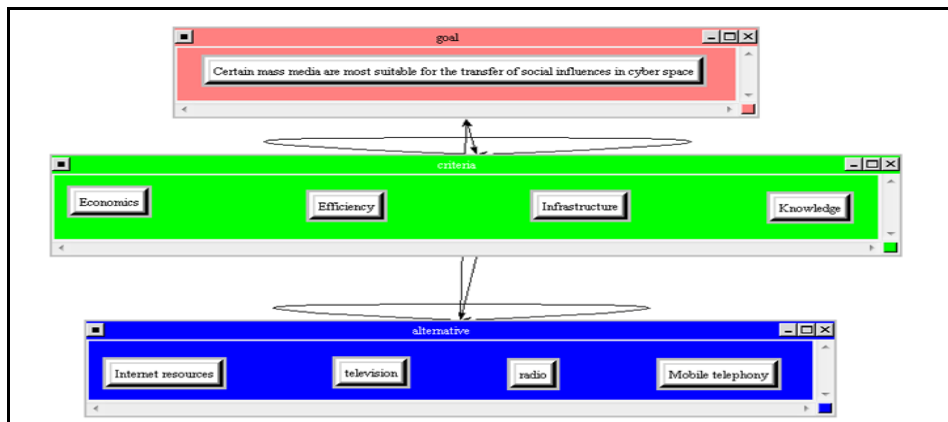 goal
Certain mass media are most suitable for the transfer of social influences in cyber space
criteria
Economics
Efficiency
Infrastructure
Knowledge
alternative
Internet resources
television
radio
Mobile telephony